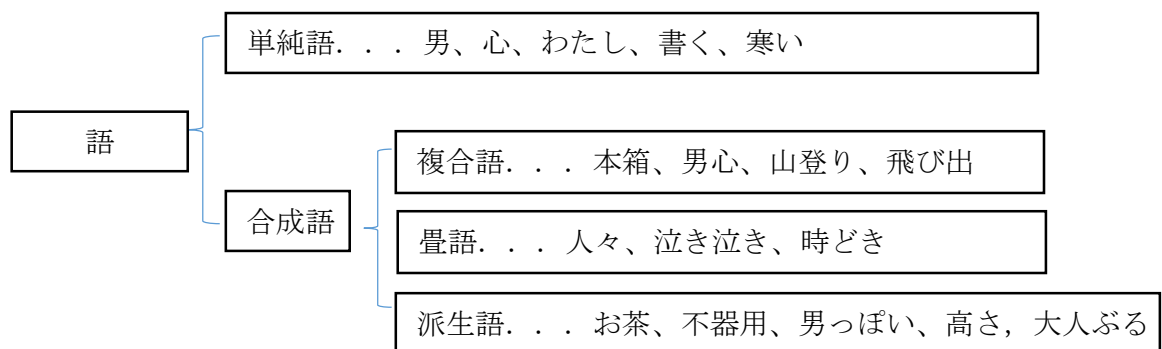 単純語．．．男、心、わたし、書く、寒い
語
複合語．．．本箱、男心、山登り、飛び出
合成語
畳語．．．人々、泣き泣き、時どき
派生語．．．お茶、不器用、男っぽい、高さ，大人ぶる